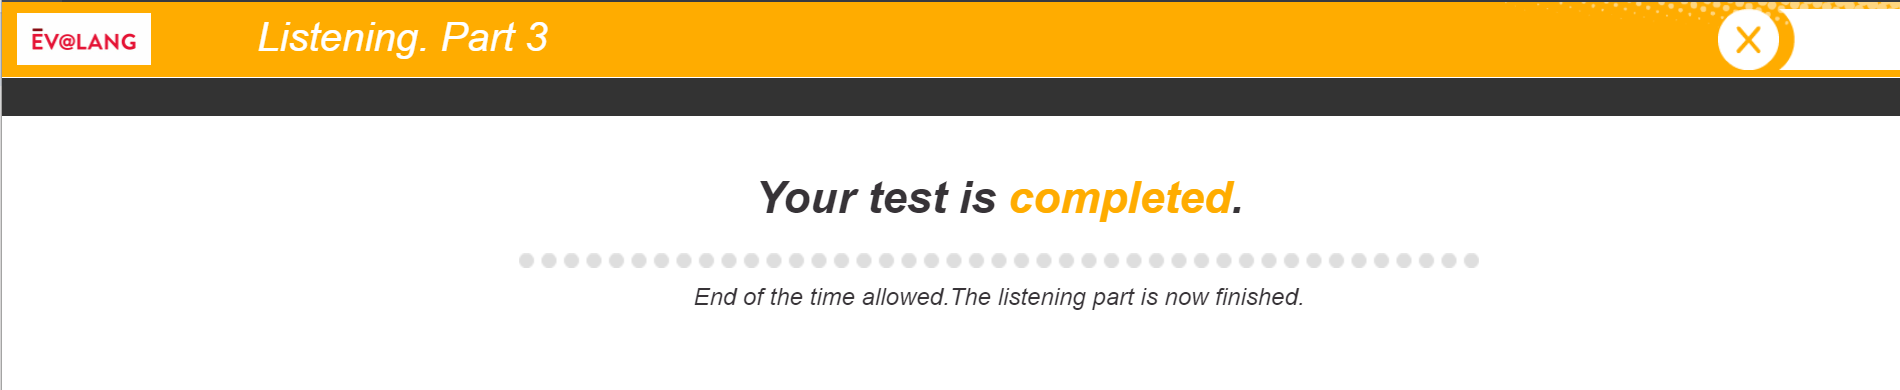 ĒV@LANG
Listening. Part 3
Your test is completed.
End of the time allowed.The listening part is now finished.